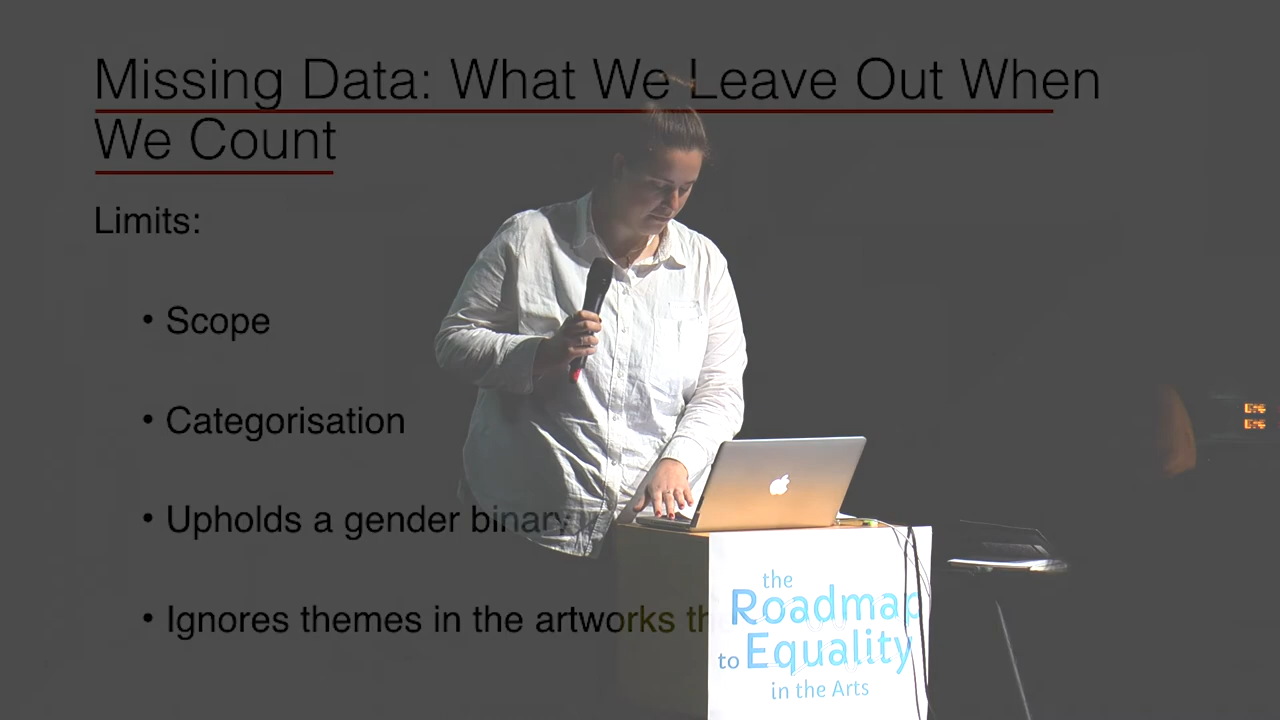 Missing Data: What We Leave Out When
We Count
Limits:
• Scope
• Categorisation
• Upholds a gender binary
• Ignores themes in the artworks
the
Roadmap
to Equality
in the Arts